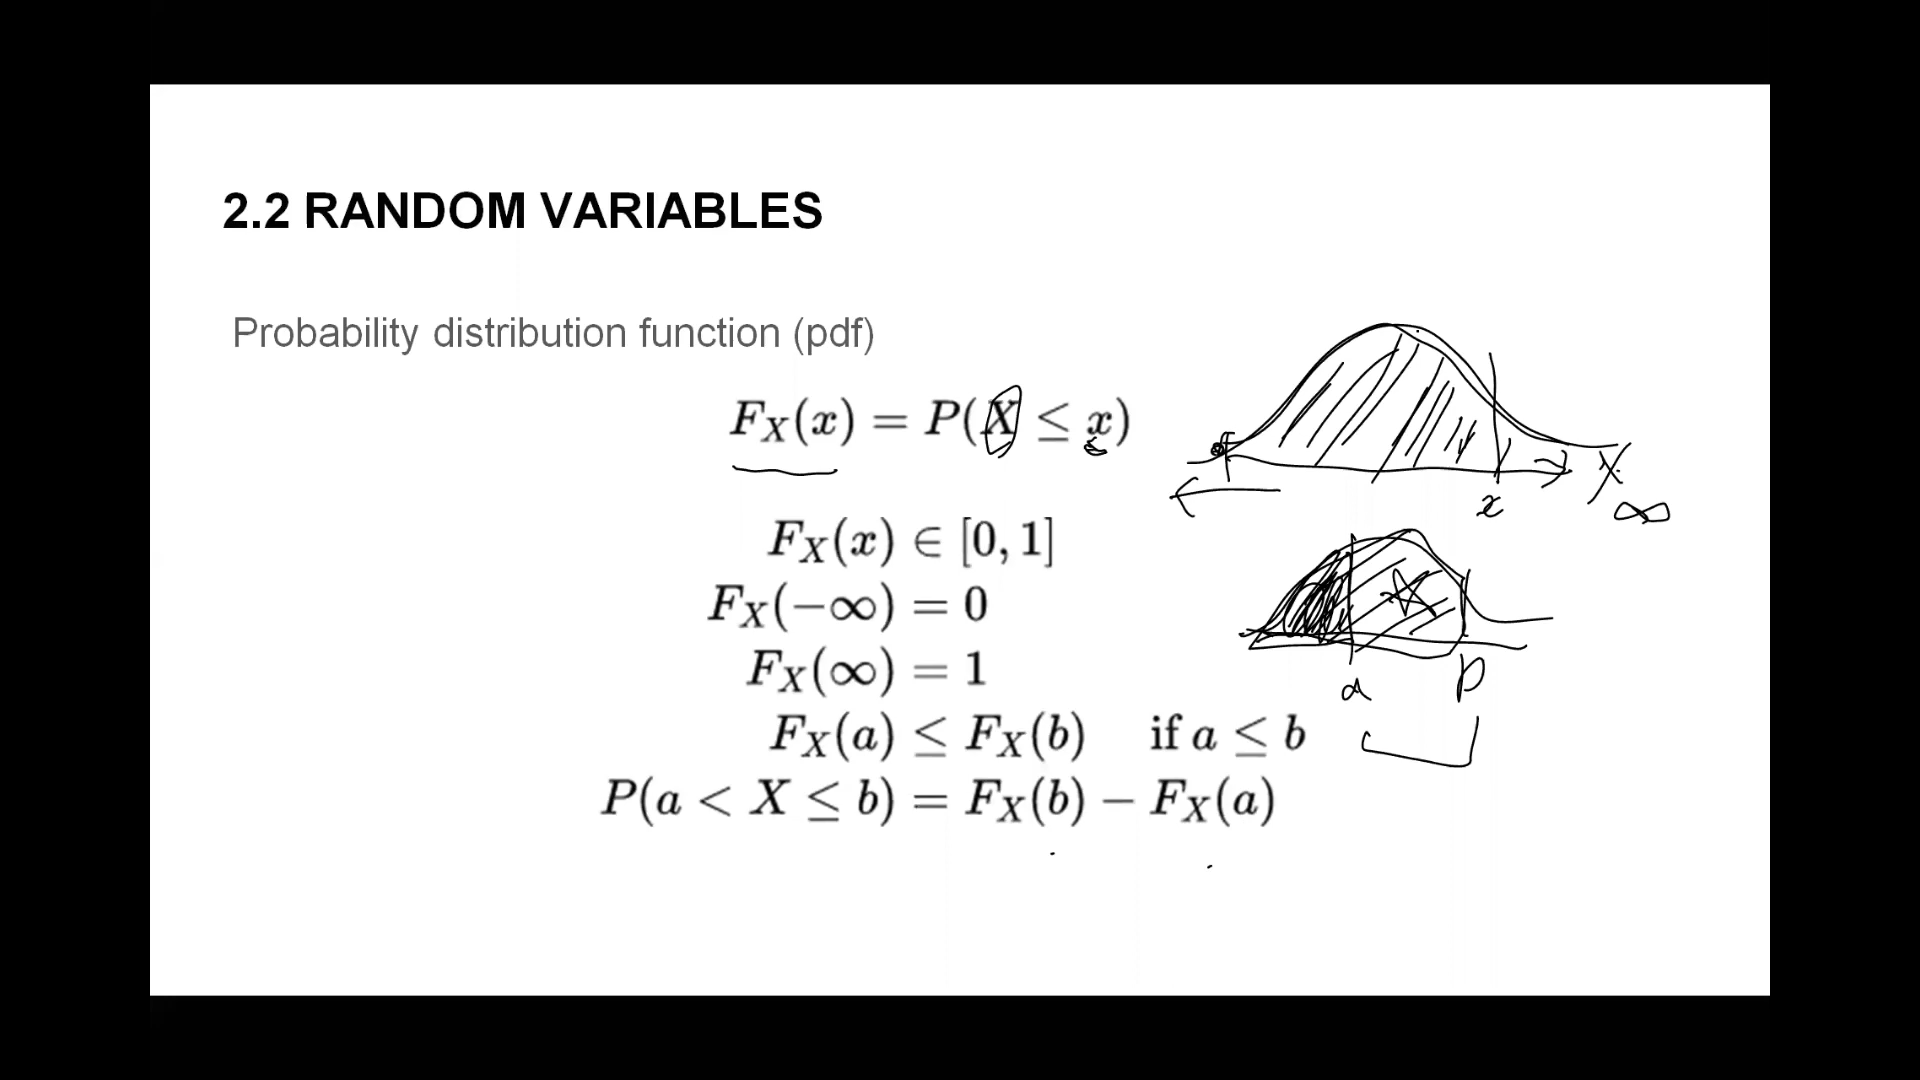 2.2 RANDOM VARIABLES
Probability distribution function (pdf)
F_X(x) = P(X ≤ x)
x
∞
F_X(x) ∈ [0, 1]
F_X(−∞) = 0
F_X(∞) = 1
a
b
F_X(a) ≤ F_X(b) if a ≤ b
P(a < X ≤ b) = F_X(b) − F_X(a)